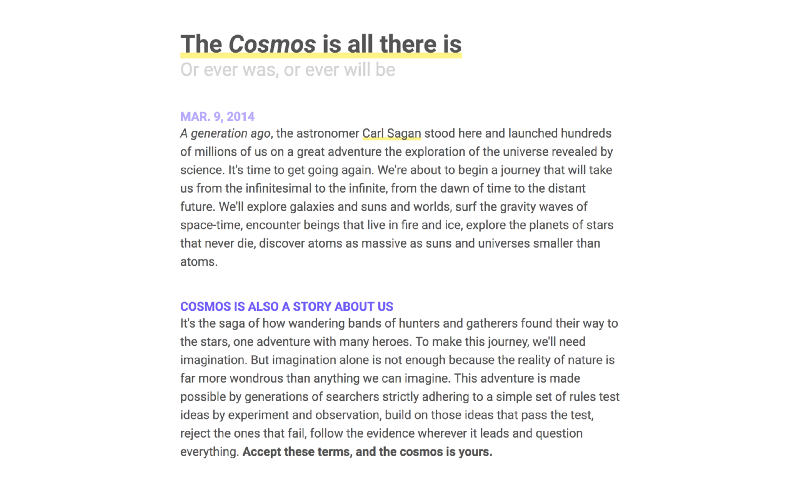 The Cosmos is all there is
Or ever was, or ever will be
MAR. 9, 2014
A generation ago, the astronomer Carl Sagan stood here and launched hundreds
of millions of us on a great adventure the exploration of the universe revealed by
science. It's time to get going again. We're about to begin a journey that will take
us from the infinitesimal to the infinite, from the dawn of time to the distant
future. We'll explore galaxies and suns and worlds, surf the gravity waves of
space-time, encounter beings that live in fire and ice, explore the planets of stars
that never die, discover atoms as massive as suns and universes smaller than
atoms.
COSMOS IS ALSO A STORY ABOUT US
It's the saga of how wandering bands of hunters and gatherers found their way to
the stars, one adventure with many heroes. To make this journey, we'll need
imagination. But imagination alone is not enough because the reality of nature is
far more wondrous than anything we can imagine. This adventure is made
possible by generations of searchers strictly adhering to a simple set of rules test
ideas by experiment and observation, build on those ideas that pass the test,
reject the ones that fail, follow the evidence wherever it leads and question
everything. Accept these terms, and the cosmos is yours.